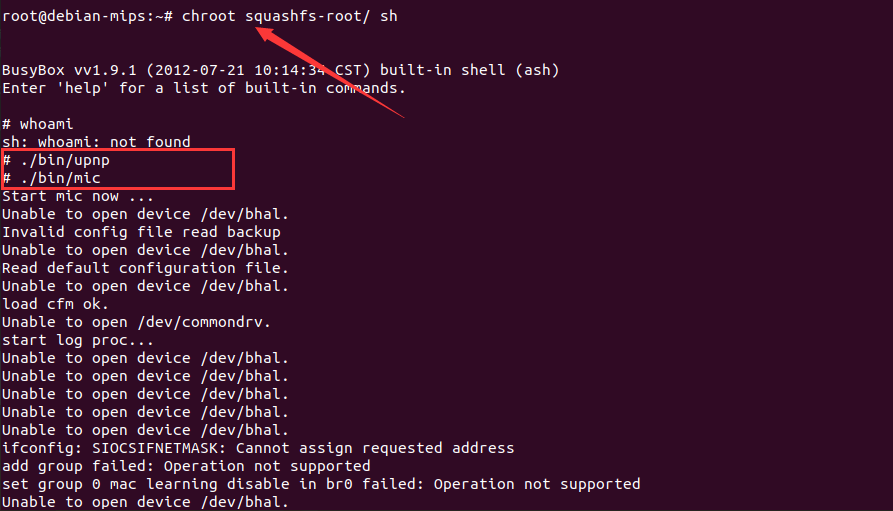 root@debian-mips:~# chroot squashfs-root/ sh
BusyBox vv1.9.1 (2012-07-21 10:14:34 CST) built-in shell (ash)
Enter 'help' for a list of built-in commands.
# whoami
sh: whoami: not found
# ./bin/upnp
# ./bin/mic
Start mic now ...
Unable to open device /dev/bhal.
Invalid config file read backup
Unable to open device /dev/bhal.
Read default configuration file.
Unable to open device /dev/bhal.
load cfm ok.
Unable to open /dev/commondrv.
start log proc...
Unable to open device /dev/bhal.
Unable to open device /dev/bhal.
Unable to open device /dev/bhal.
Unable to open device /dev/bhal.
Unable to open device /dev/bhal.
ifconfig: SIOCSIFNETMASK: Cannot assign requested address
add group failed: Operation not supported
set group 0 mac learning disable in br0 failed: Operation not supported
Unable to open device /dev/bhal.